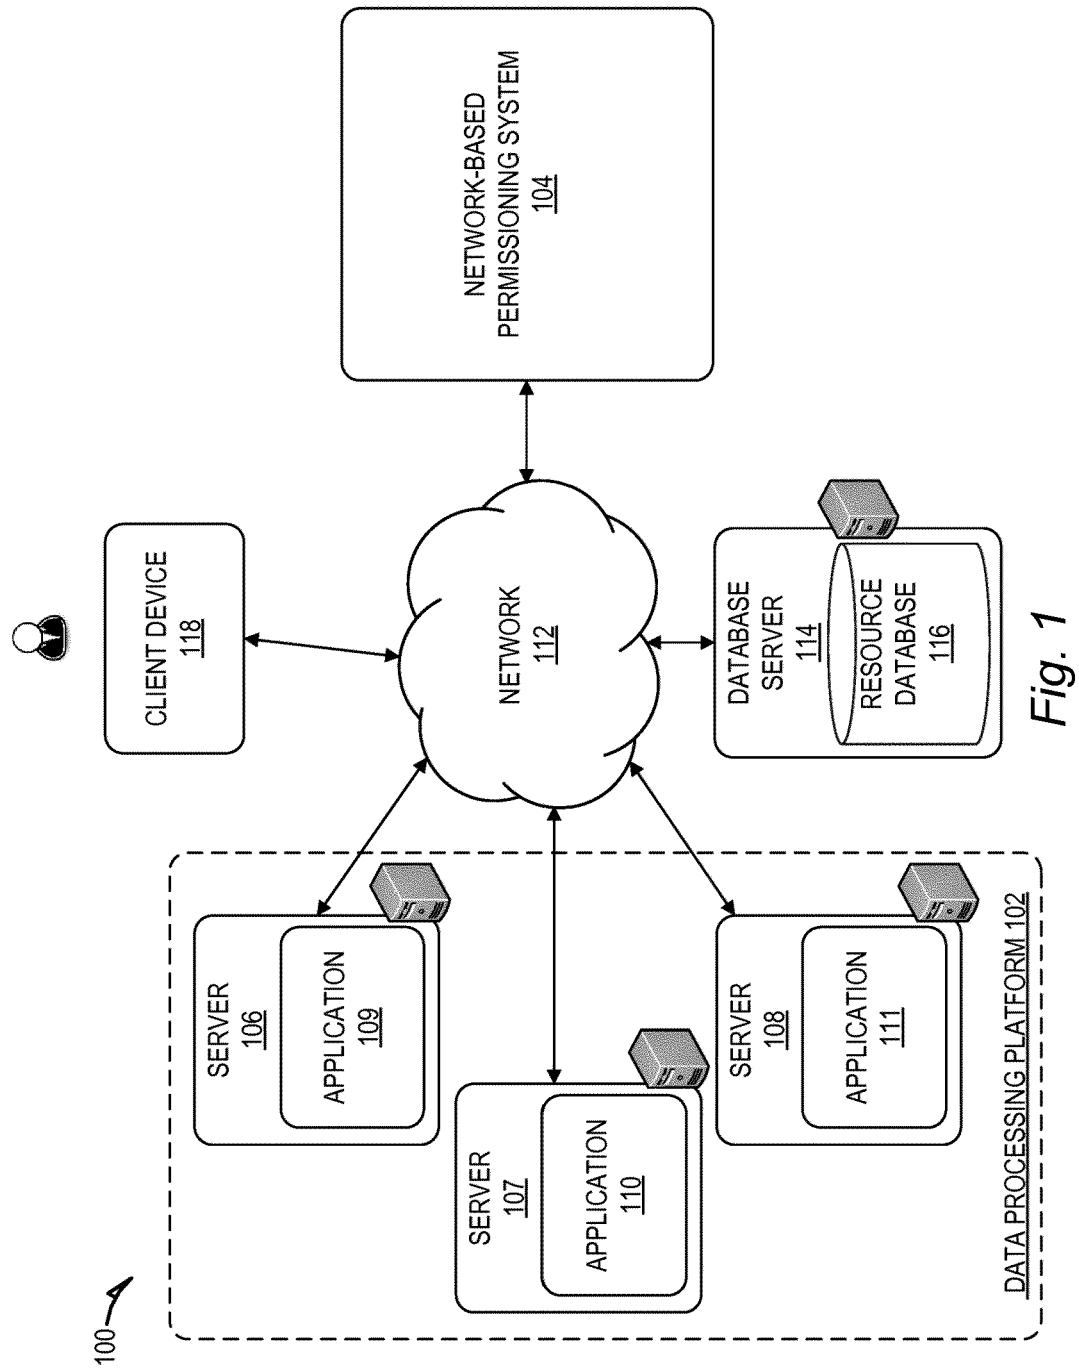 100
SERVER
106
APPLICATION
109
SERVER
107
APPLICATION
110
SERVER
108
APPLICATION
111
DATA PROCESSING PLATFORM 102
CLIENT DEVICE
118
NETWORK
112
DATABASE
SERVER
114
RESOURCE
DATABASE
116
NETWORK-BASED
PERMISSIONING SYSTEM
104
Fig. 1